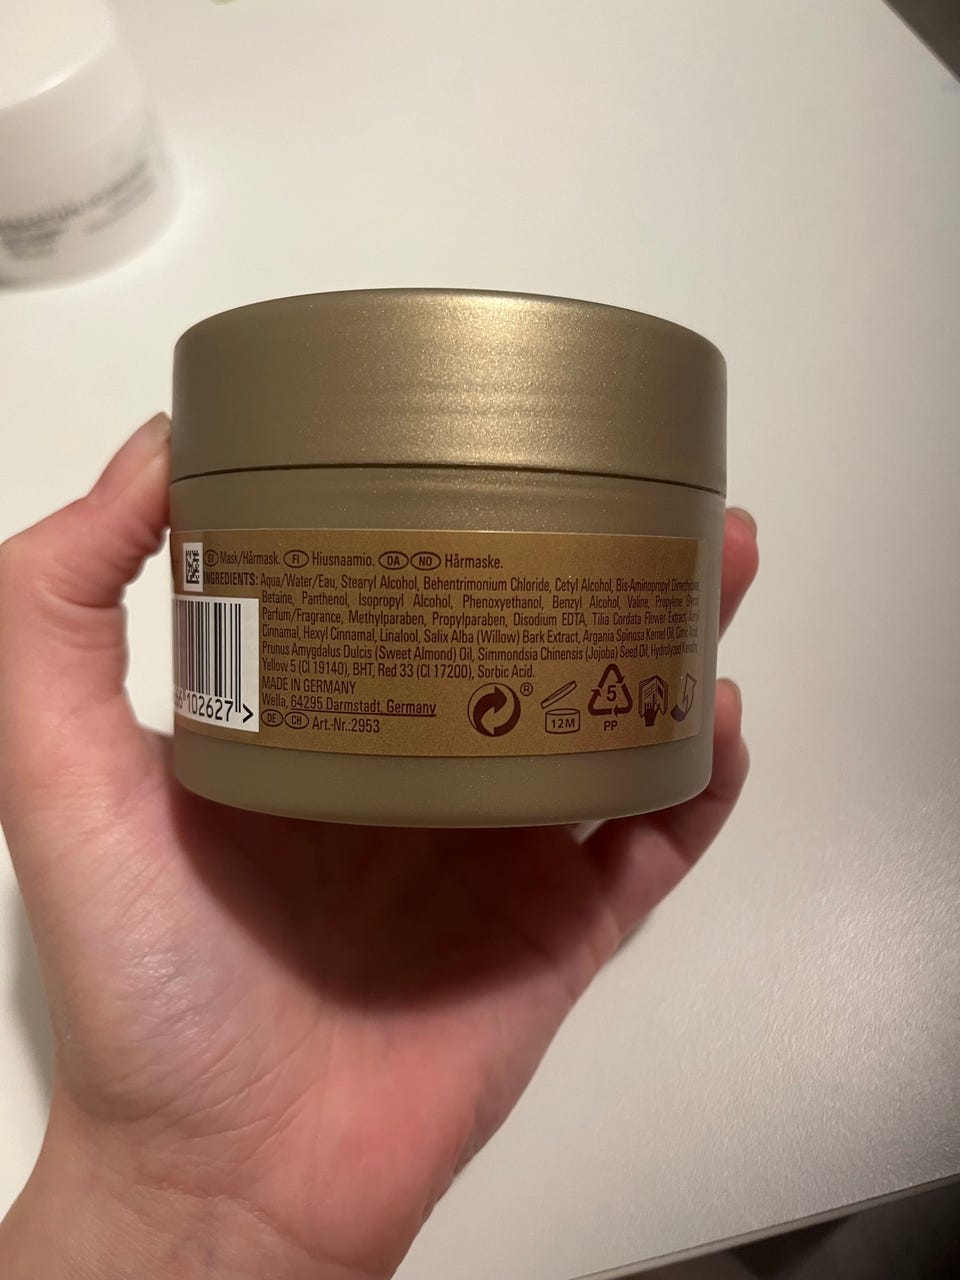 SV Mask/Hårmask. FI Hiusnaamio. DA NO Hårmaske.
INGREDIENTS: Aqua/Water/Eau, Stearyl Alcohol, Behentrimonium Chloride, Cetyl Alcohol, Bis-Aminopropyl Dimethicone,
Betaine, Panthenol, Isopropyl Alcohol, Phenoxyethanol, Benzyl Alcohol, Valine, Propylene Glycol,
Parfum/Fragrance, Methylparaben, Propylparaben, Disodium EDTA, Tilia Cordata Flower Extract,
Cinnamal, Hexyl Cinnamal, Linalool, Salix Alba (Willow) Bark Extract, Argania Spinosa Kernel Oil, Citric Acid,
Prunus Amygdalus Dulcis (Sweet Almond) Oil, Simmondsia Chinensis (Jojoba) Seed Oil, Hydrolyzed Keratin,
Yellow 5 (CI 19140), BHT, Red 33 (CI 17200), Sorbic Acid.
MADE IN GERMANY
Wella, 64295 Darmstadt, Germany
DE CH Art.-Nr.:2953
102627 >
®
12M
5
PP